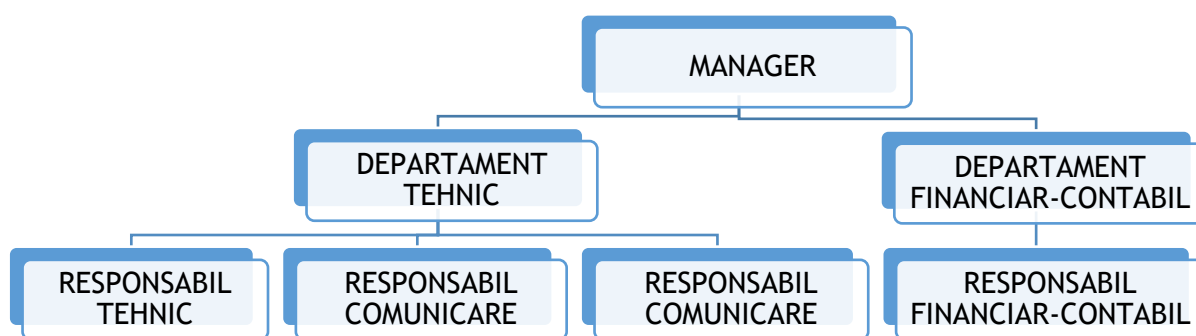 MANAGER
DEPARTAMENT
TEHNIC
DEPARTAMENT
FINANCIAR-CONTABIL
RESPONSABIL
TEHNIC
RESPONSABIL
COMUNICARE
RESPONSABIL
COMUNICARE
RESPONSABIL
FINANCIAR-CONTABIL